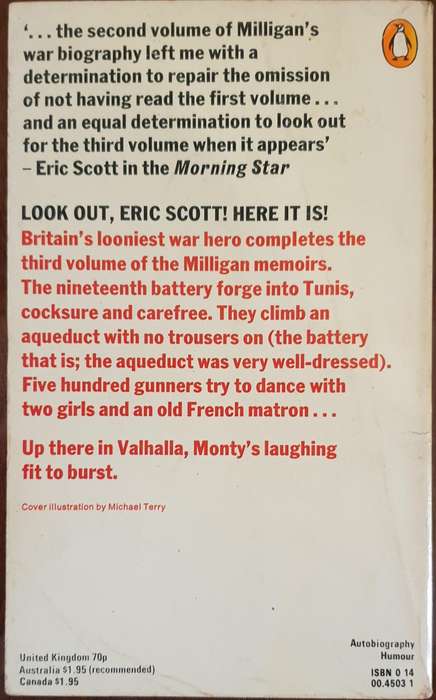 ‘. . . the second volume of Milligan’s
war biography left me with a
determination to repair the omission
of not having read the first volume . . .
and an equal determination to look out
for the third volume when it appears’
– Eric Scott in the Morning Star
LOOK OUT, ERIC SCOTT! HERE IT IS!
Britain’s looniest war hero completes the
third volume of the Milligan memoirs.
The nineteenth battery forge into Tunis,
cocksure and carefree. They climb an
aqueduct with no trousers on (the battery
that is; the aqueduct was very well-dressed).
Five hundred gunners try to dance with
two girls and an old French matron . . .
Up there in Valhalla, Monty’s laughing
fit to burst.
Cover illustration by Michael Terry
United Kingdom 70p
Australia $1.95 (recommended)
Canada $1.95
Autobiography
Humour
ISBN 0 14
00.4503 1